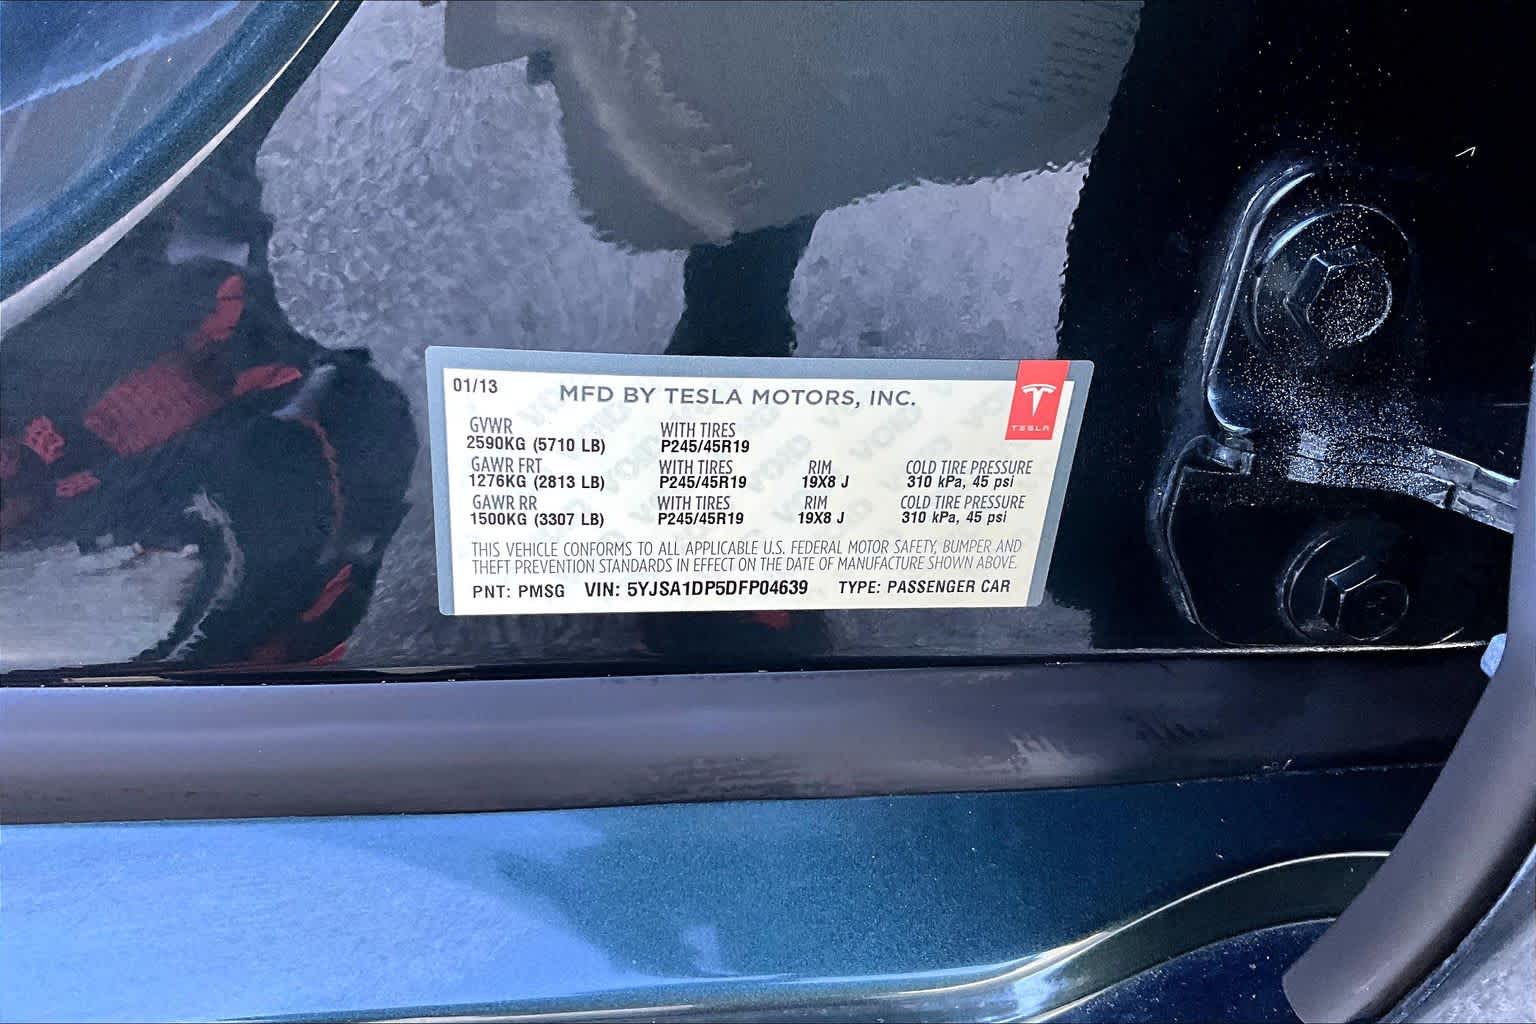 01/13
MFD BY TESLA MOTORS, INC.
TESLA
GVWR WITH TIRES
2590KG (5710 LB) P245/45R19
GAWR FRT WITH TIRES RIM COLD TIRE PRESSURE
1276KG (2813 LB) P245/45R19 19X8 J 310 kPa, 45 psi
GAWR RR WITH TIRES RIM COLD TIRE PRESSURE
1500KG (3307 LB) P245/45R19 19X8 J 310 kPa, 45 psi
THIS VEHICLE CONFORMS TO ALL APPLICABLE U.S. FEDERAL MOTOR SAFETY, BUMPER AND
THEFT PREVENTION STANDARDS IN EFFECT ON THE DATE OF MANUFACTURE SHOWN ABOVE.
PNT: PMSG VIN: 5YJSA1DP5DFP04639 TYPE: PASSENGER CAR